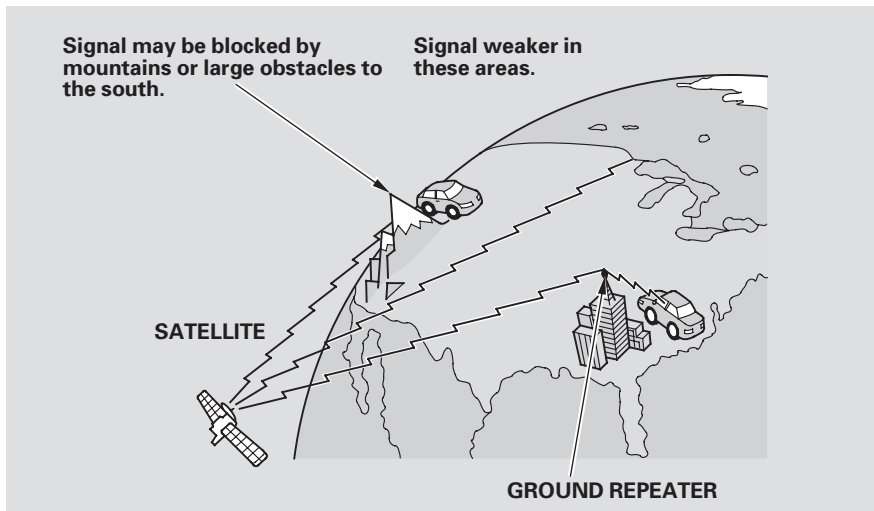 Signal may be blocked by
mountains or large obstacles to
the south.
Signal weaker in
these areas.
SATELLITE
GROUND REPEATER